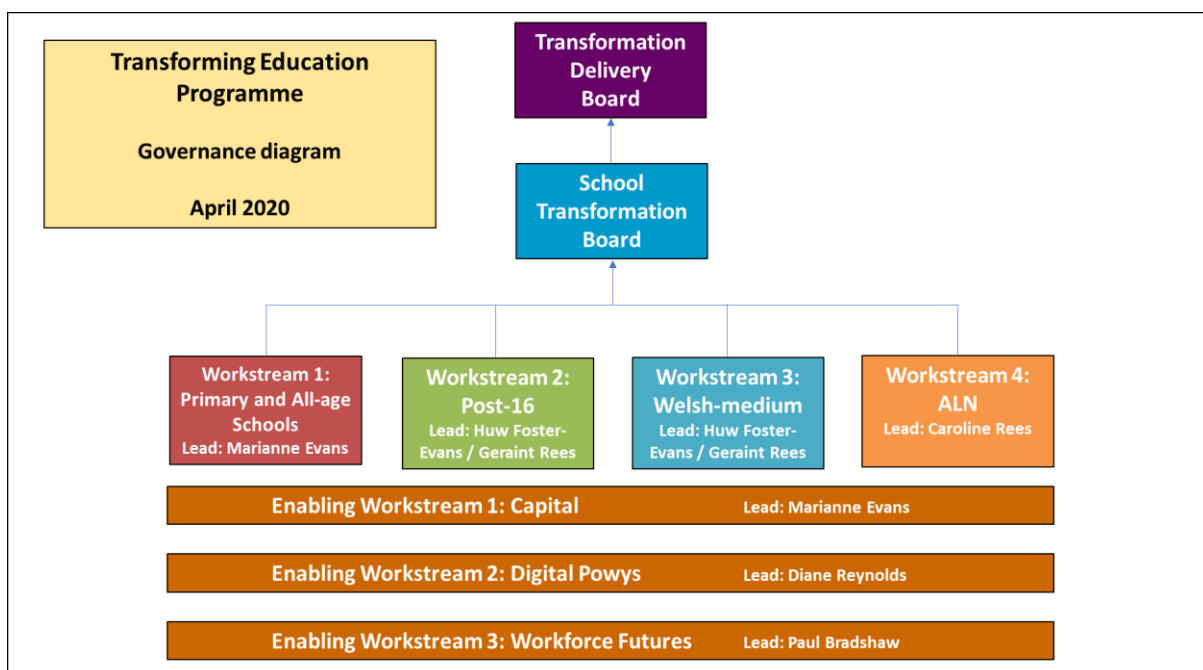 Transforming Education
Programme
Governance diagram
April 2020
Transformation
Delivery
Board
School
Transformation
Board
Workstream 1:
Primary and All-age
Schools
Lead: Marianne Evans
Workstream 2:
Post-16
Lead: Huw Foster-
Evans / Geraint Rees
Workstream 3:
Welsh-medium
Lead: Huw Foster-
Evans / Geraint Rees
Workstream 4:
ALN
Lead: Caroline Rees
Enabling Workstream 1: Capital Lead: Marianne Evans
Enabling Workstream 2: Digital Powys Lead: Diane Reynolds
Enabling Workstream 3: Workforce Futures Lead: Paul Bradshaw